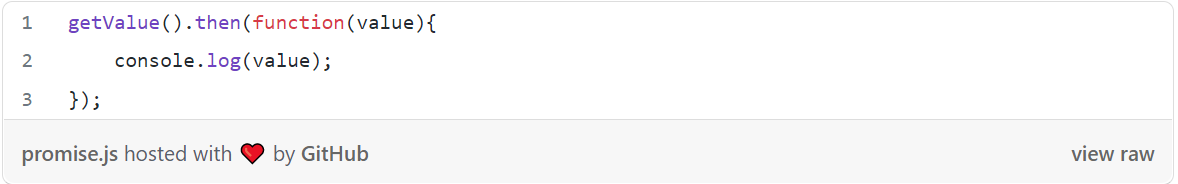 1 getValue().then(function(value){
2     console.log(value);
3 });
promise.js hosted with ❤ by GitHub view raw